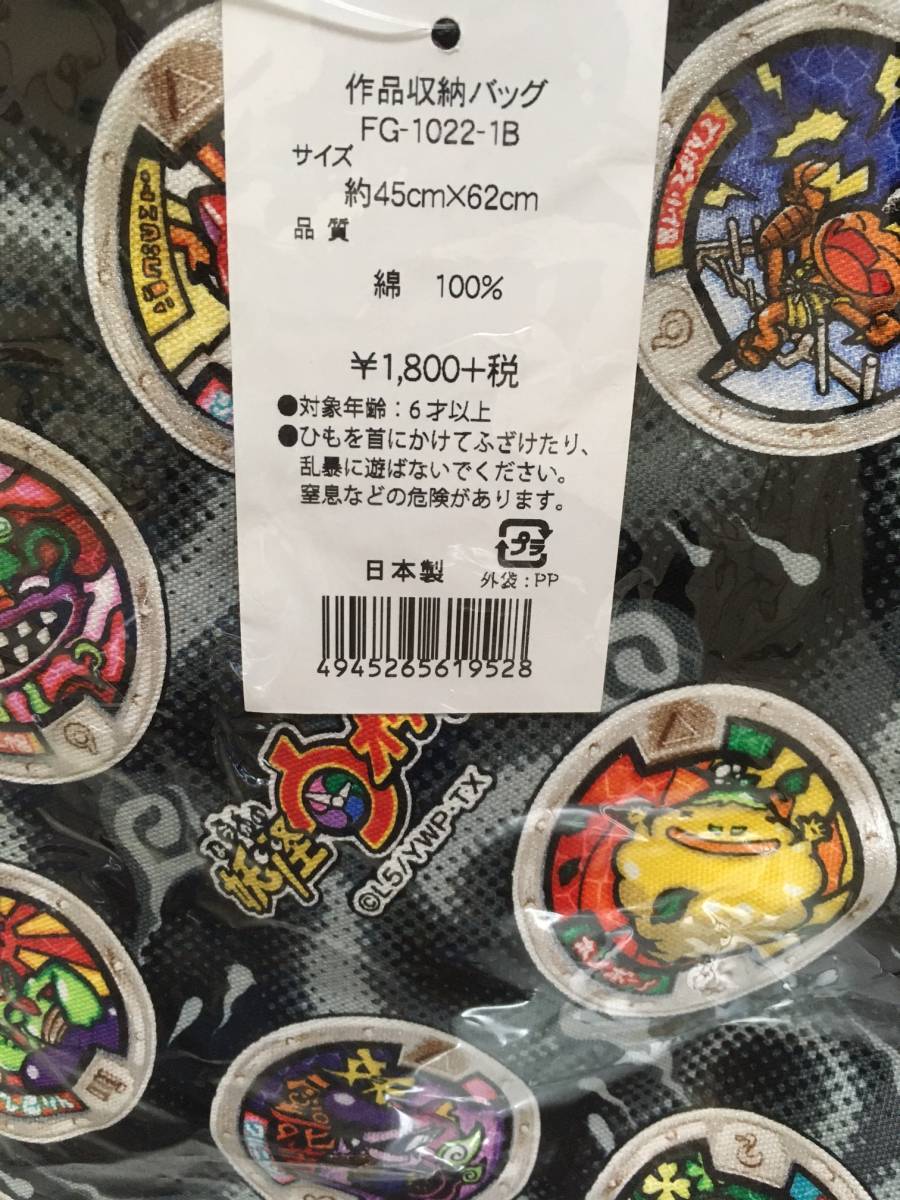 作品収納バッグ
FG-1022-1B
サイズ
約45cm×62cm
品質
綿 100%
¥1,800+税
●対象年齢：6才以上
●ひもを首にかけてふざけたり、
乱暴に遊ばないでください。
窒息などの危険があります。
プラ
日本製 外袋：PP
4945265619528
妖怪
©L5/YWP･TX